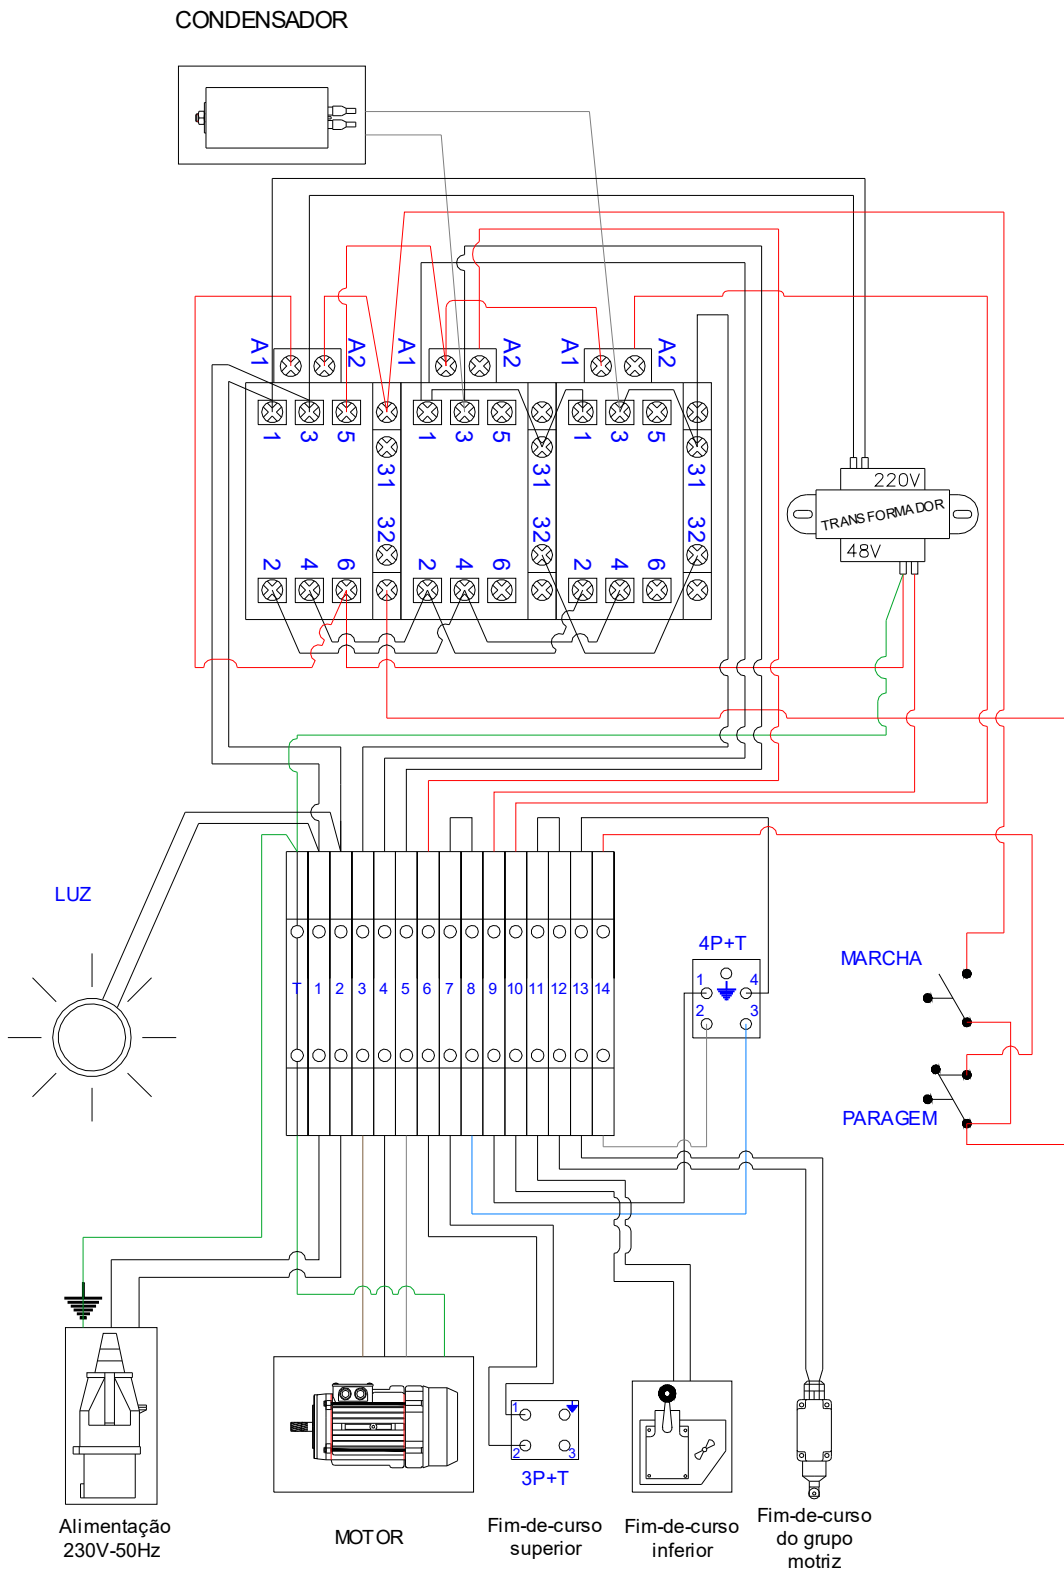 CONDENSADOR
A1
A2
A1
A2
A1
A2
1
3
5
1
3
5
1
3
5
31
31
31
32
32
32
2
4
6
2
4
6
2
4
6
220V
TRANSFORMADOR
48V
LUZ
T
1
2
3
4
5
6
7
8
9
10
11
12
13
14
4P+T
1
4
2
3
MARCHA
PARAGEM
1
2
3
3P+T
Alimentação
230V-50Hz
MOTOR
Fim-de-curso
superior
Fim-de-curso
inferior
Fim-de-curso
do grupo
motriz